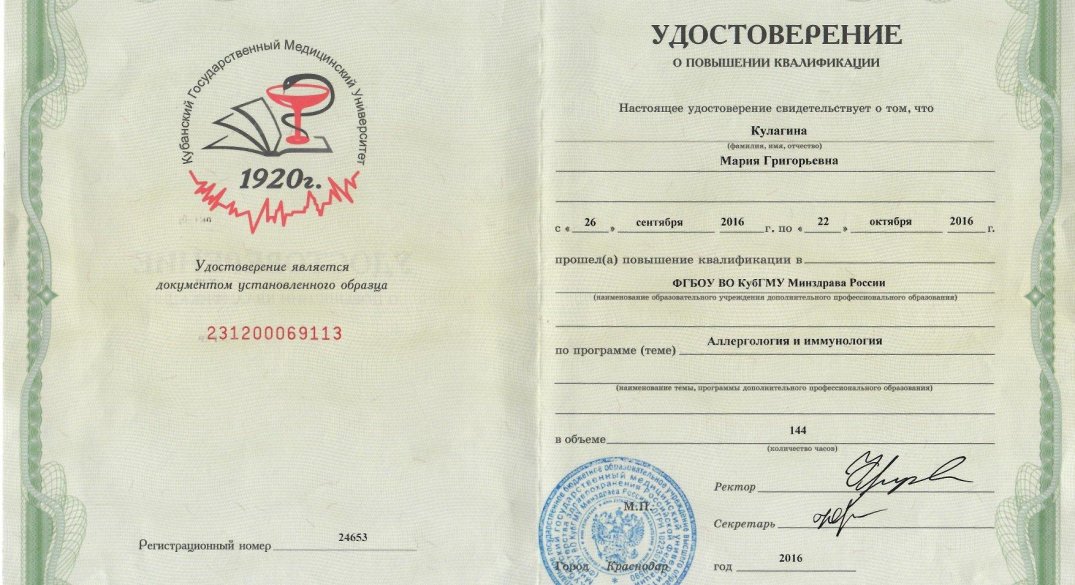 Кубанский Государственный Медицинский Университет
1920г.
Удостоверение является
документом установленного образца
231200069113
Регистрационный номер 24653
УДОСТОВЕРЕНИЕ
О ПОВЫШЕНИИ КВАЛИФИКАЦИИ
Настоящее удостоверение свидетельствует о том, что
Кулагина
(фамилия, имя, отчество)
Мария Григорьевна
с « 26 » сентября 2016 г. по « 22 » октября 2016 г.
прошел(а) повышение квалификации в
ФГБОУ ВО КубГМУ Минздрава России
(наименование образовательного учреждения дополнительного профессионального образования)
по программе (теме) Аллергология и иммунология
(наименование темы, программы дополнительного профессионального образования)
в объеме 144
(количество часов)
Ректор
М.П.
Секретарь
Город Краснодар год 2016